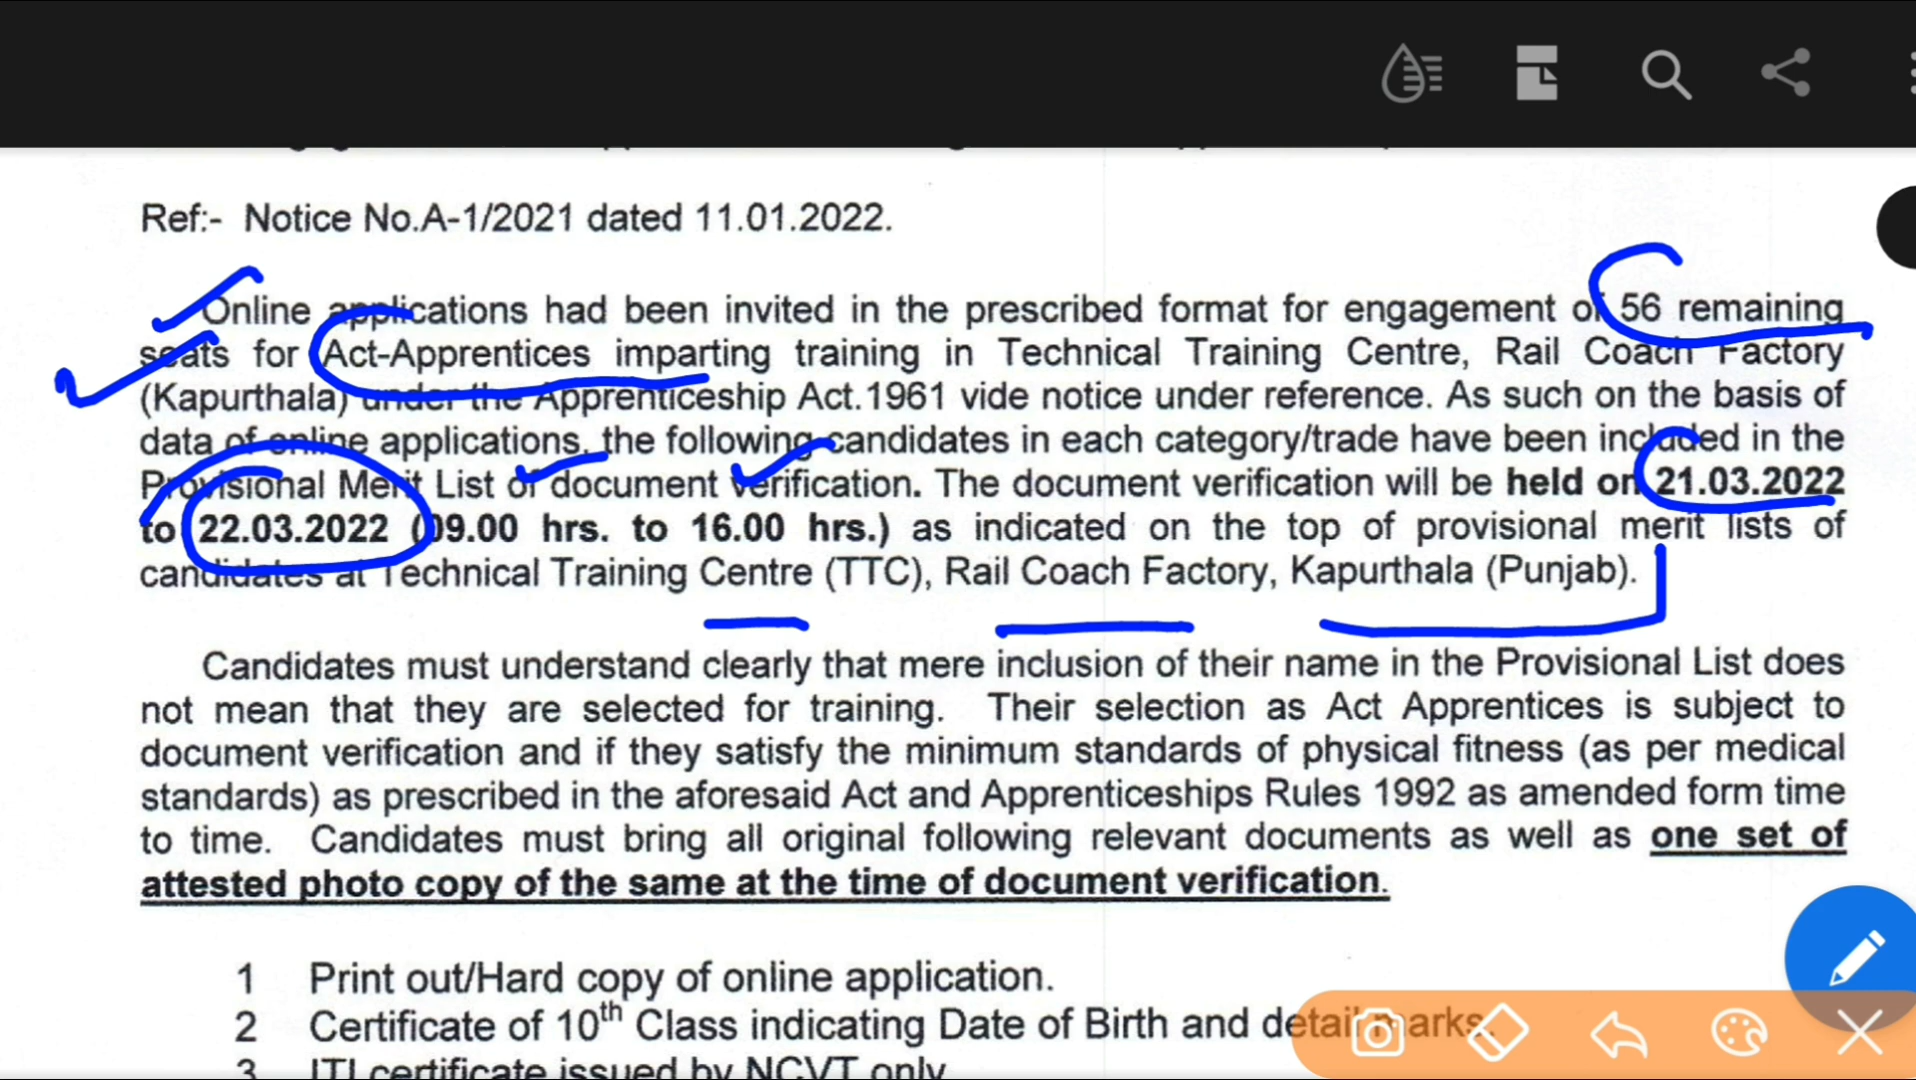 Ref:- Notice No.A-1/2021 dated 11.01.2022.
Online applications had been invited in the prescribed format for engagement of 56 remaining
seats for Act-Apprentices imparting training in Technical Training Centre, Rail Coach Factory
(Kapurthala) under the Apprenticeship Act.1961 vide notice under reference. As such on the basis of
data of online applications, the following candidates in each category/trade have been included in the
Provisional Merit List of document verification. The document verification will be held on 21.03.2022
to 22.03.2022 (09.00 hrs. to 16.00 hrs.) as indicated on the top of provisional merit lists of
candidates at Technical Training Centre (TTC), Rail Coach Factory, Kapurthala (Punjab).
Candidates must understand clearly that mere inclusion of their name in the Provisional List does
not mean that they are selected for training. Their selection as Act Apprentices is subject to
document verification and if they satisfy the minimum standards of physical fitness (as per medical
standards) as prescribed in the aforesaid Act and Apprenticeships Rules 1992 as amended form time
to time. Candidates must bring all original following relevant documents as well as one set of
attested photo copy of the same at the time of document verification.
1 Print out/Hard copy of online application.
2 Certificate of 10th Class indicating Date of Birth and detail marks.
3 ITI certificate issued by NCVT only